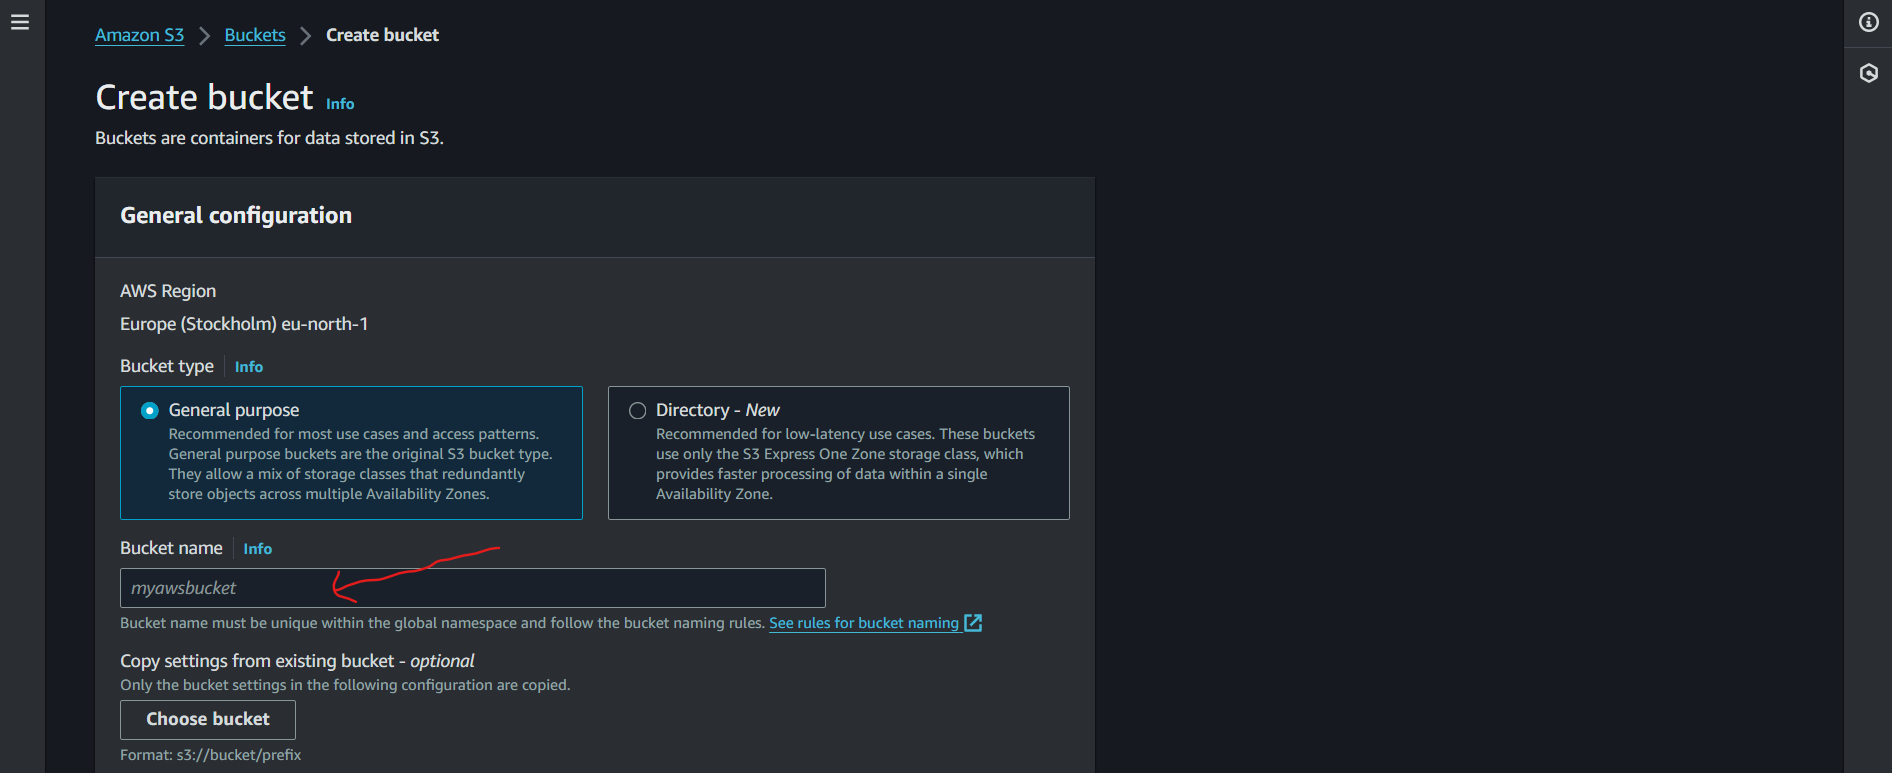 Amazon S3 > Buckets > Create bucket
Create bucket Info
Buckets are containers for data stored in S3.
General configuration
AWS Region
Europe (Stockholm) eu-north-1
Bucket type Info
General purpose
Recommended for most use cases and access patterns.
General purpose buckets are the original S3 bucket type.
They allow a mix of storage classes that redundantly
store objects across multiple Availability Zones.
Directory - New
Recommended for low-latency use cases. These buckets
use only the S3 Express One Zone storage class, which
provides faster processing of data within a single
Availability Zone.
Bucket name Info
myawsbucket
Bucket name must be unique within the global namespace and follow the bucket naming rules. See rules for bucket naming
Copy settings from existing bucket - optional
Only the bucket settings in the following configuration are copied.
Choose bucket
Format: s3://bucket/prefix